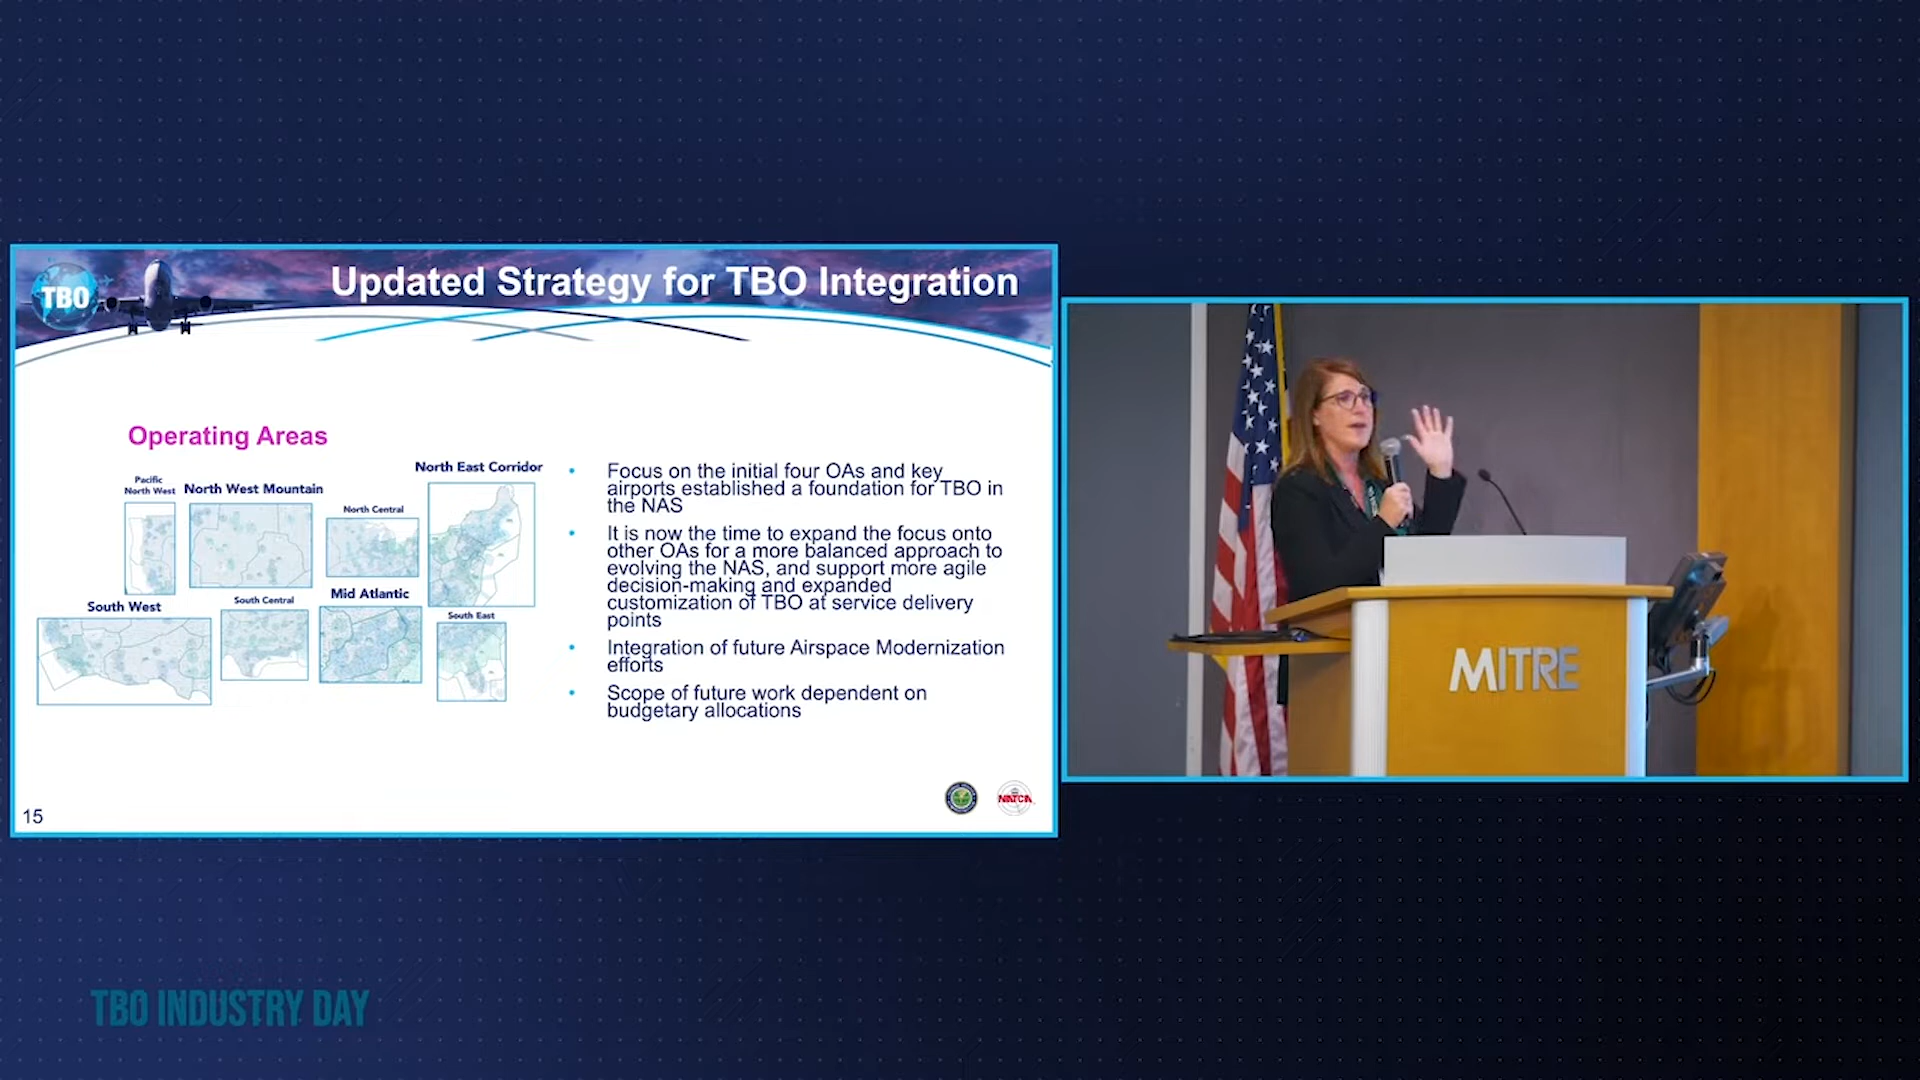 TBO
Updated Strategy for TBO Integration
Operating Areas
Pacific
North West
North West Mountain
North Central
North East Corridor
South West
South Central
Mid Atlantic
South East
• Focus on the initial four OAs and key
airports established a foundation for TBO in
the NAS
• It is now the time to expand the focus onto
other OAs for a more balanced approach to
evolving the NAS, and support more agile
decision-making and expanded
customization of TBO at service delivery
points
• Integration of future Airspace Modernization
efforts
• Scope of future work dependent on
budgetary allocations
NATCA
15
MITRE
TBO INDUSTRY DAY